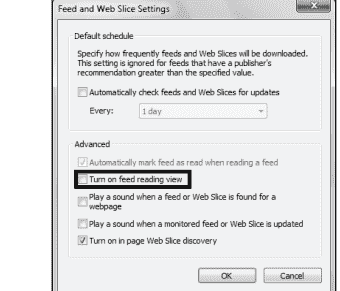 Feed and Web Slice Settings
Default schedule
Specify how frequently feeds and Web Slices will be downloaded.
This setting is ignored for feeds that have a publisher's
recommendation greater than the specified value.
Automatically check feeds and Web Slices for updates
Every: 1 day
Advanced
Automatically mark feed as read when reading a feed
Turn on feed reading view
Play a sound when a feed or Web Slice is found for a
webpage
Play a sound when a monitored feed or Web Slice is updated
Turn on in page Web Slice discovery
OK Cancel